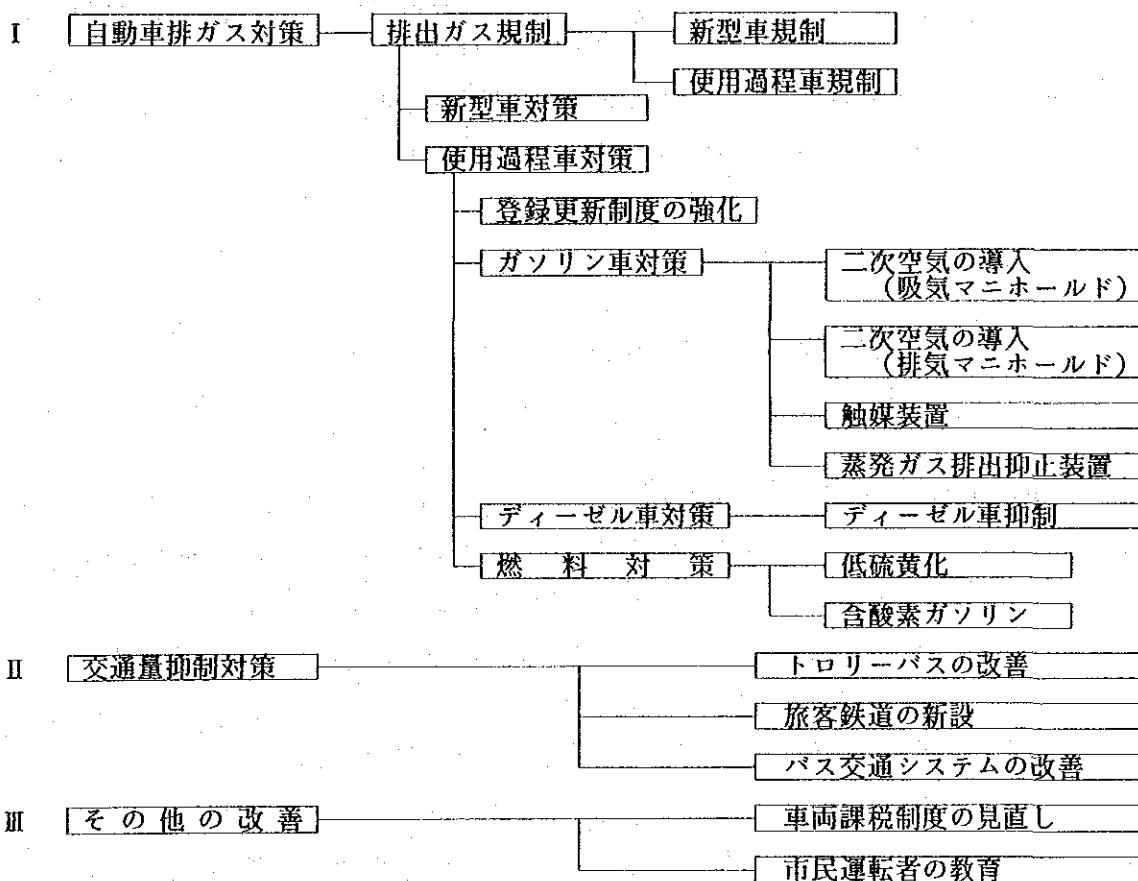 I 自動車排ガス対策 排出ガス規制 新型車規制
使用過程車規制
新型車対策
使用過程車対策
登録更新制度の強化
ガソリン車対策 二次空気の導入
(吸気マニホールド)
二次空気の導入
(排気マニホールド)
触媒装置
蒸発ガス排出抑止装置
ディーゼル車対策 ディーゼル車抑制
燃料対策 低硫黄化
含酸素ガソリン
II 交通量抑制対策 トロリーバスの改善
旅客鉄道の新設
バス交通システムの改善
III その他の改善 車両課税制度の見直し
市民運転者の教育